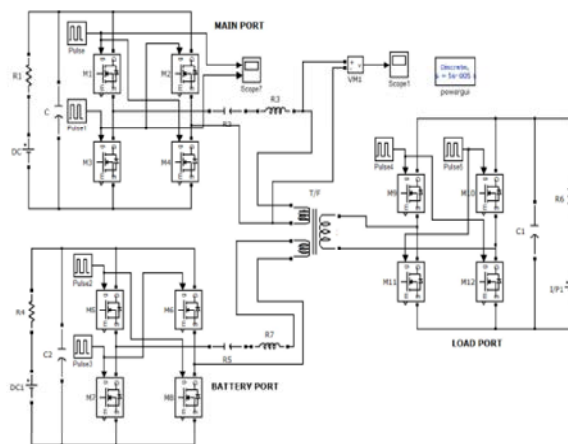 MAIN PORT
Pulse
R1
M1
M2
Scope7
VM1
Scope1
Discrete,
s = 5e-005 s
powergui
C
Pulse1
R3
R2
DC
M3
M4
Pulse4
Pulse5
T/F
M9
M10
R6
C1
Pulse2
M11
M12
I/P1
R4
M5
M6
R7
LOAD PORT
C2
Pulse3
R5
DC1
M7
M8
BATTERY PORT